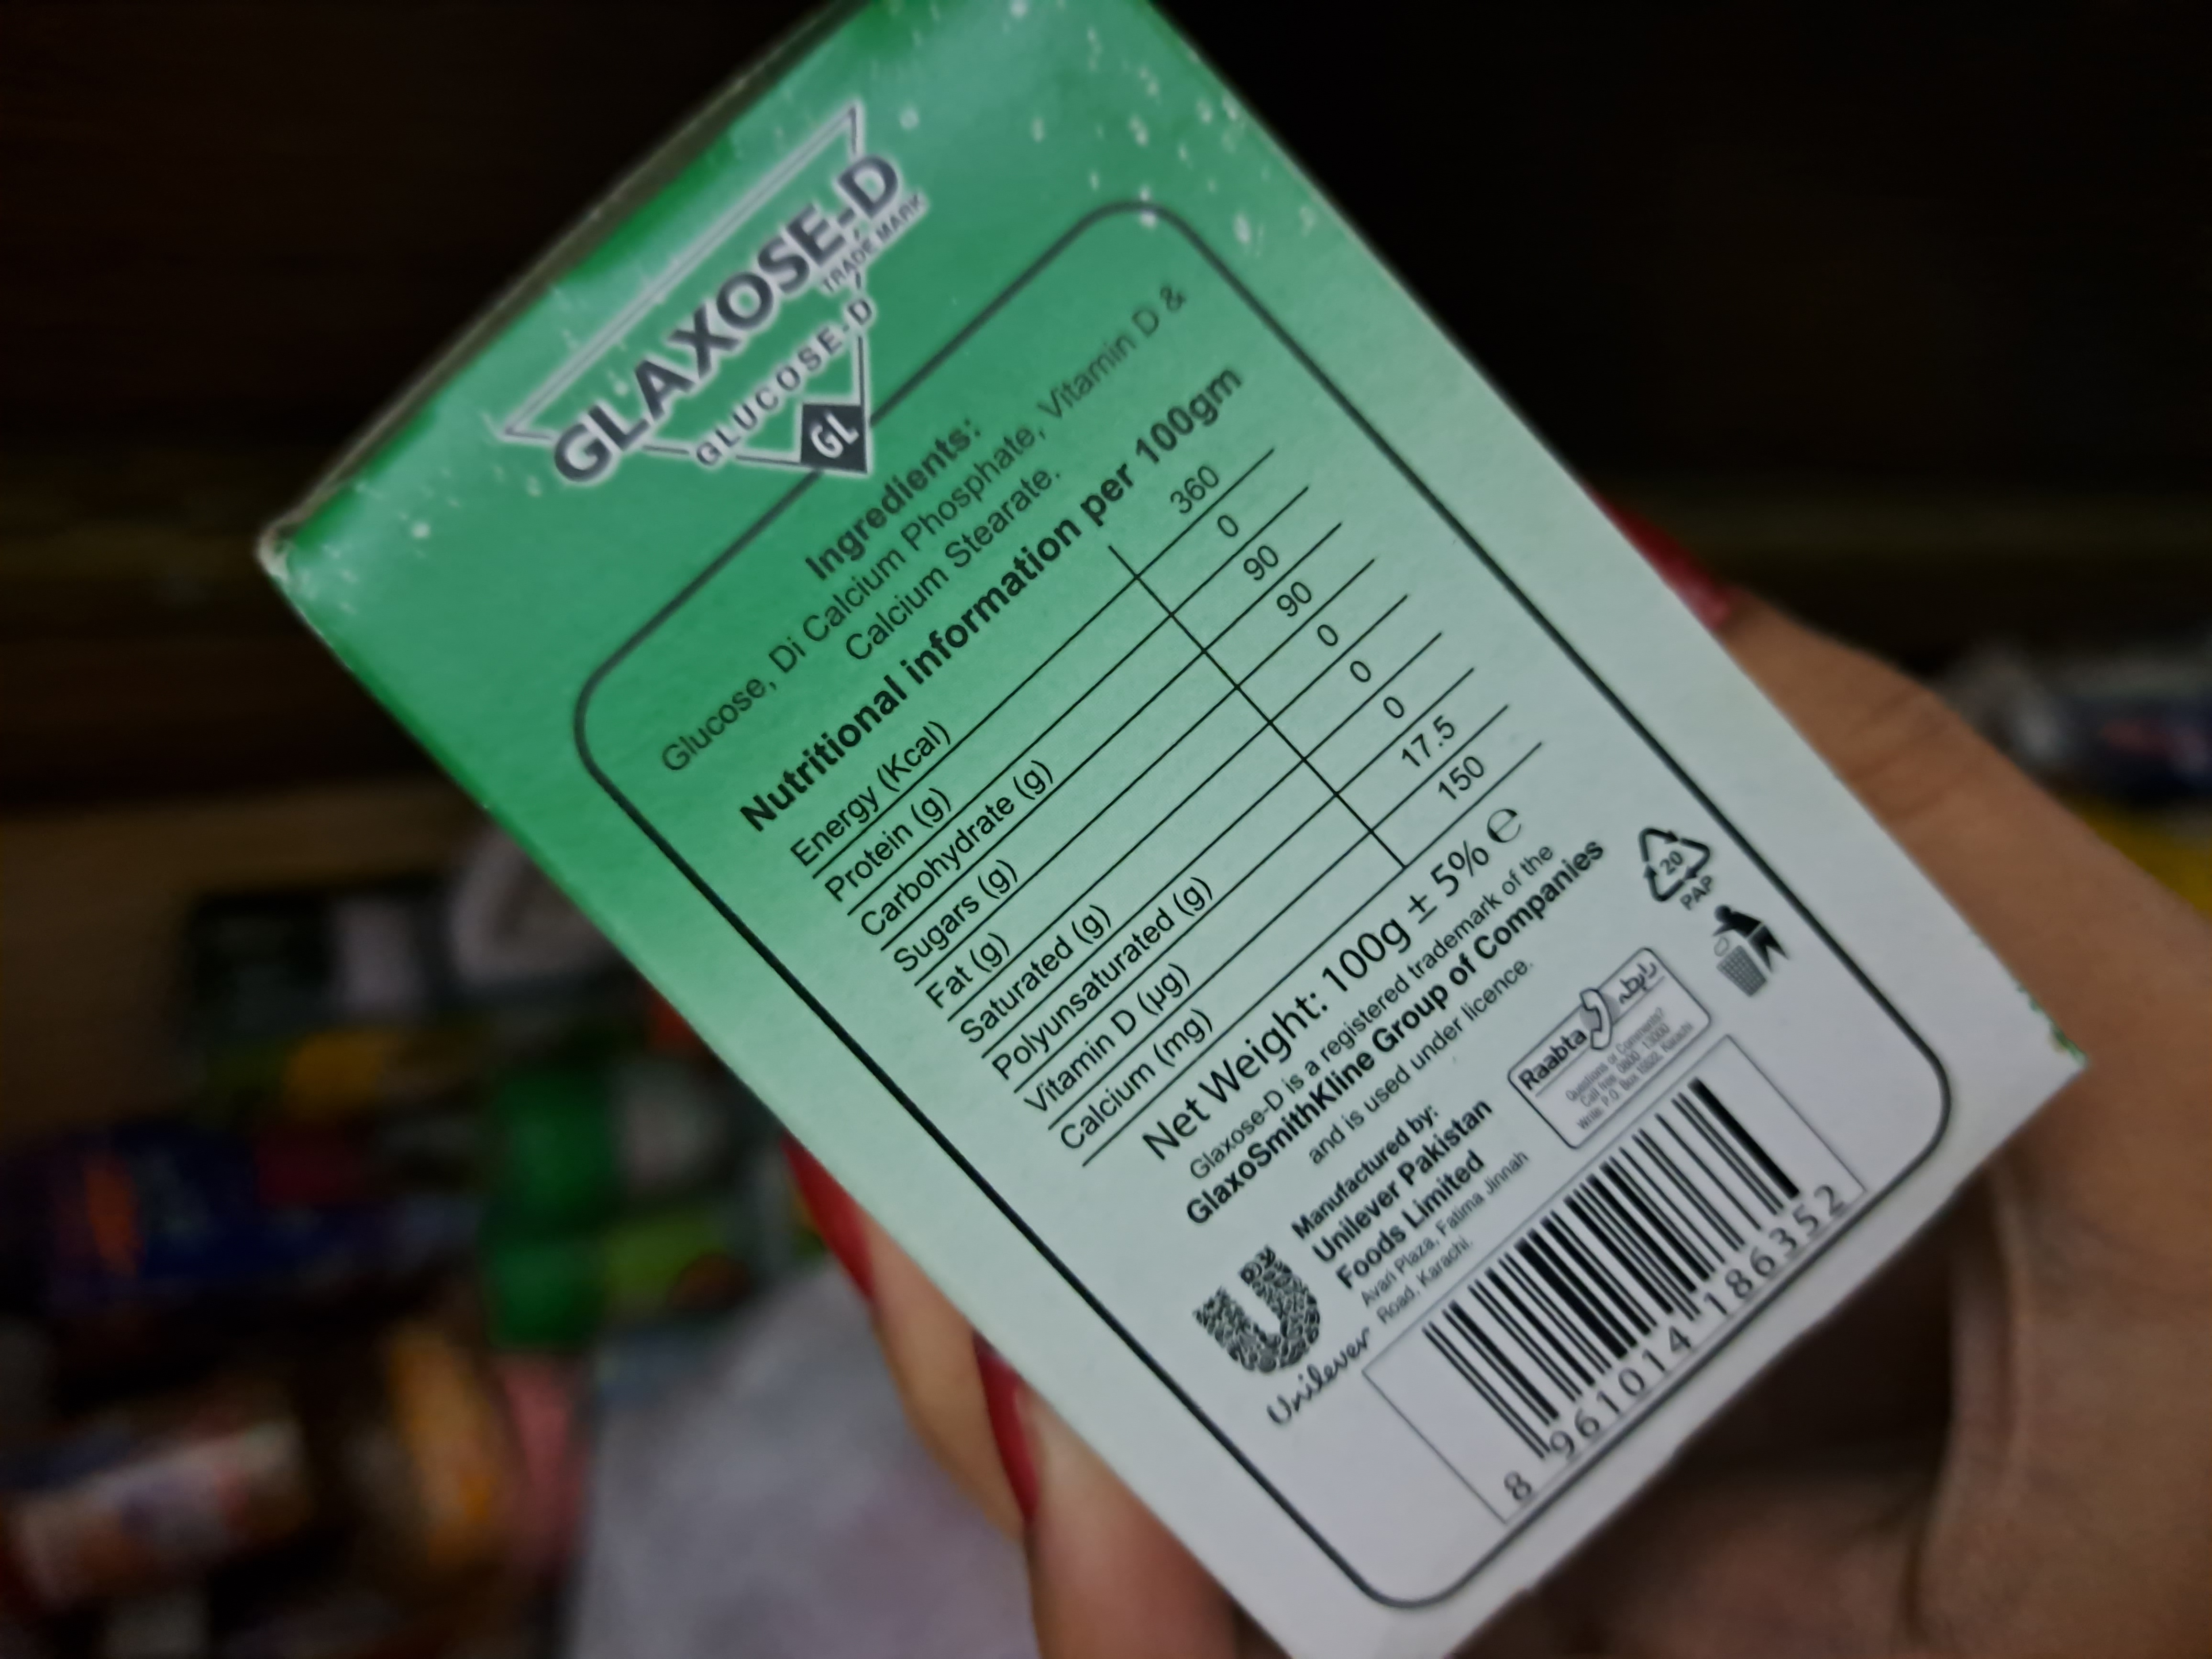 GLAXOSE-D
TRADE MARK
GLUCOSE-D
GL
Ingredients:
Glucose, Di Calcium Phosphate, Vitamin D &
Calcium Stearate.
Nutritional information per 100gm
Energy (Kcal) 360
Protein (g) 0
Carbohydrate (g) 90
Sugars (g) 90
Fat (g) 0
Saturated (g) 0
Polyunsaturated (g) 0
Vitamin D (µg) 17.5
Calcium (mg) 150
Net Weight: 100g ± 5% ℮
Glaxose-D is a registered trademark of the
GlaxoSmithKline Group of Companies
and is used under licence.
Unilever
Manufactured by:
Unilever Pakistan
Foods Limited
Avari Plaza, Fatima Jinnah
Road, Karachi.
Raabta رابطہ
Questions or Comments?
20
PAP
8 961014 186352